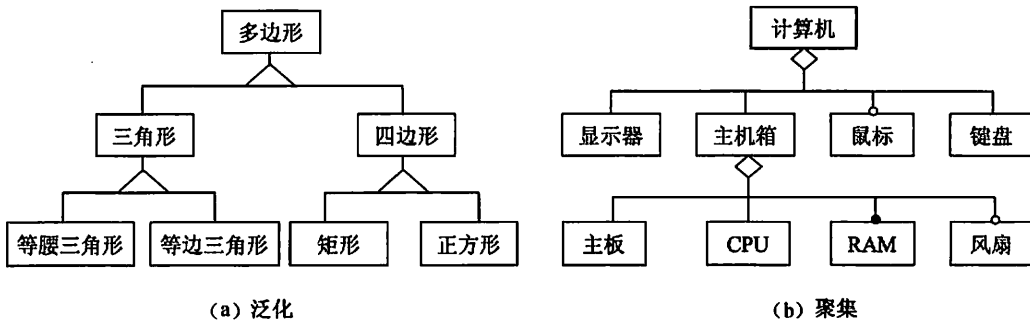 多边形
三角形
四边形
等腰三角形
等边三角形
矩形
正方形
(a) 泛化
计算机
显示器
主机箱
鼠标
键盘
主板
CPU
RAM
风扇
(b) 聚集